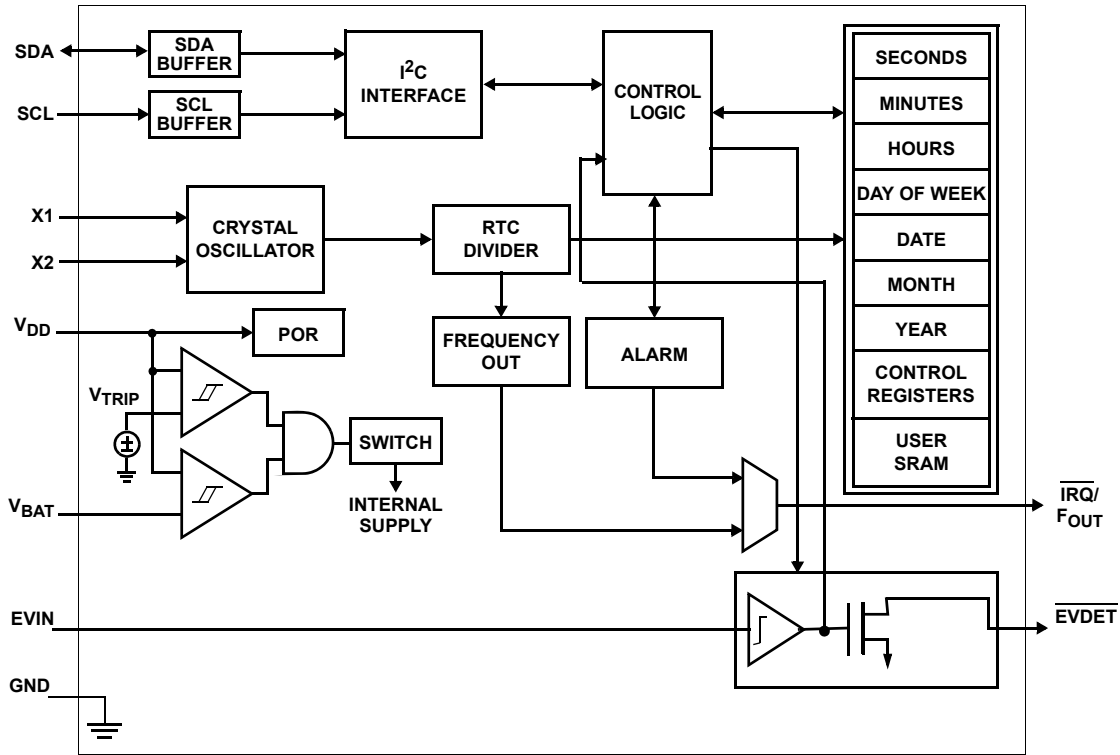 SDA
SDA
BUFFER
I²C
INTERFACE
CONTROL
LOGIC
SCL
SCL
BUFFER
X1
X2
CRYSTAL
OSCILLATOR
RTC
DIVIDER
VDD
POR
FREQUENCY
OUT
ALARM
VTRIP
SWITCH
INTERNAL
SUPPLY
VBAT
SECONDS
MINUTES
HOURS
DAY OF WEEK
DATE
MONTH
YEAR
CONTROL
REGISTERS
USER
SRAM
IRQ/
FOUT
EVIN
EVDET
GND